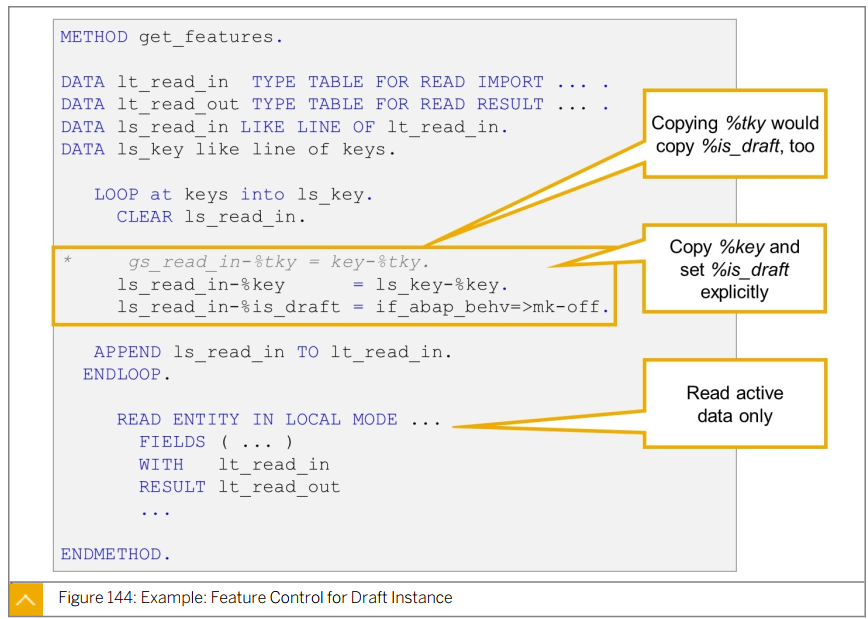 METHOD get_features.
DATA lt_read_in  TYPE TABLE FOR READ IMPORT ... .
DATA lt_read_out TYPE TABLE FOR READ RESULT ... .
DATA ls_read_in LIKE LINE OF lt_read_in.
DATA ls_key like line of keys.
LOOP at keys into ls_key.
CLEAR ls_read_in.
*     gs_read_in-%tky = key-%tky.
ls_read_in-%key      = ls_key-%key.
ls_read_in-%is_draft = if_abap_behv=>mk-off.
APPEND ls_read_in TO lt_read_in.
ENDLOOP.
READ ENTITY IN LOCAL MODE ...
FIELDS ( ... )
WITH   lt_read_in
RESULT lt_read_out
...
ENDMETHOD.
Copying %tky would
copy %is_draft, too
Copy %key and
set %is_draft
explicitly
Read active
data only
Figure 144: Example: Feature Control for Draft Instance